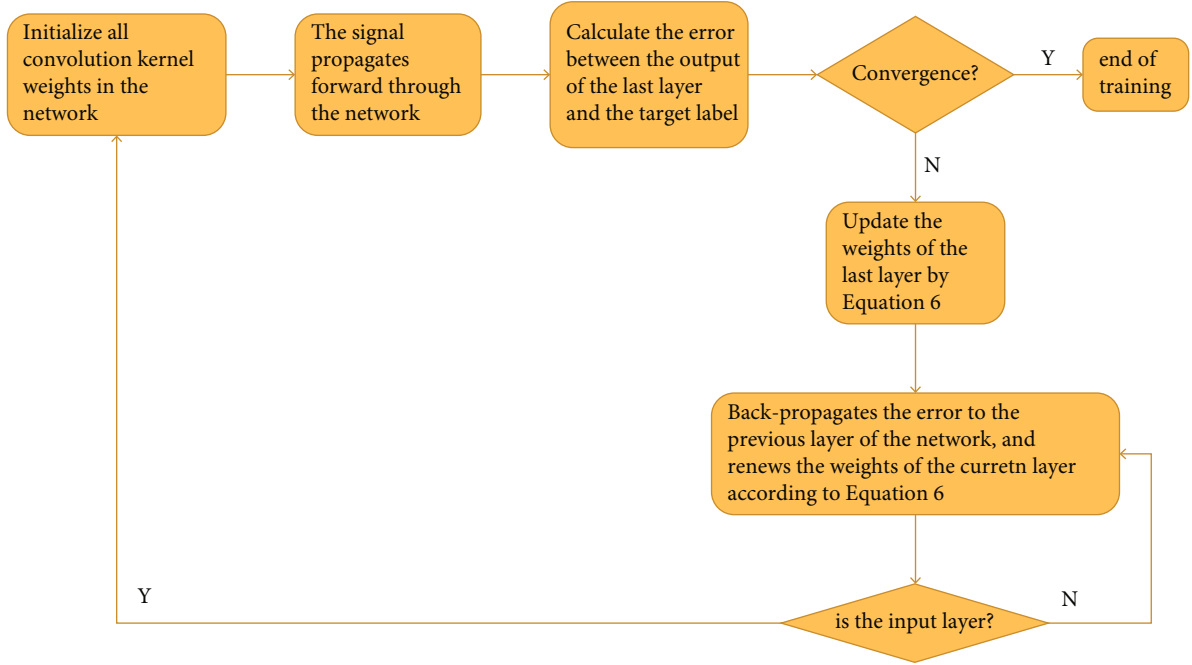 Initialize all
convolution kernel
weights in the
network
The signal
propagates
forward through
the network
Calculate the error
between the output
of the last layer
and the target label
Convergence?
Y
end of
training
N
Update the
weights of the
last layer by
Equation 6
Back-propagates the error to the
previous layer of the network, and
renews the weights of the curretn layer
according to Equation 6
Y
is the input layer?
N